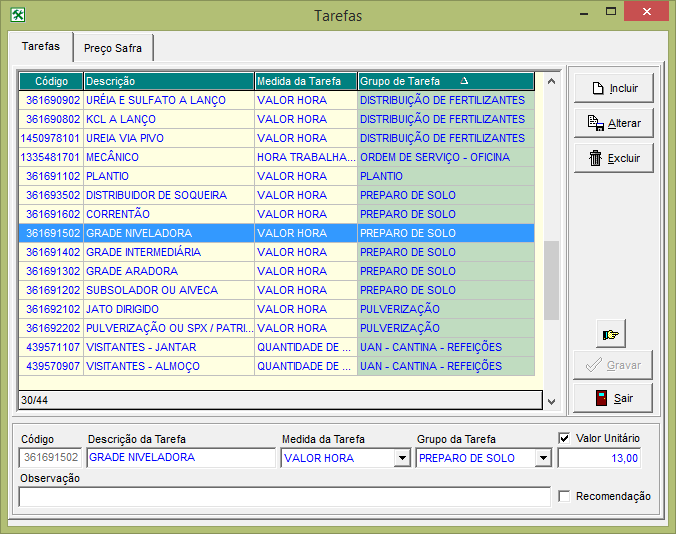 Tarefas
Tarefas Preço Safra
Código Descrição Medida da Tarefa Grupo de Tarefa
361690902 URÉIA E SULFATO A LANÇO VALOR HORA DISTRIBUIÇÃO DE FERTILIZANTES
361690802 KCL A LANÇO VALOR HORA DISTRIBUIÇÃO DE FERTILIZANTES
1450978101 UREIA VIA PIVO VALOR HORA DISTRIBUIÇÃO DE FERTILIZANTES
1335481701 MECÂNICO HORA TRABALHA... ORDEM DE SERVIÇO - OFICINA
361691102 PLANTIO VALOR HORA PLANTIO
361693502 DISTRIBUIDOR DE SOQUEIRA VALOR HORA PREPARO DE SOLO
361691602 CORRENTÃO VALOR HORA PREPARO DE SOLO
361691502 GRADE NIVELADORA VALOR HORA PREPARO DE SOLO
361691402 GRADE INTERMEDIÁRIA VALOR HORA PREPARO DE SOLO
361691302 GRADE ARADORA VALOR HORA PREPARO DE SOLO
361691202 SUBSOLADOR OU AIVECA VALOR HORA PREPARO DE SOLO
361692102 JATO DIRIGIDO VALOR HORA PULVERIZAÇÃO
361692202 PULVERIZAÇÃO OU SPX / PATRI... VALOR HORA PULVERIZAÇÃO
439571107 VISITANTES - JANTAR QUANTIDADE DE ... UAN - CANTINA - REFEIÇÕES
439570907 VISITANTES - ALMOÇO QUANTIDADE DE ... UAN - CANTINA - REFEIÇÕES
30/44
Incluir
Alterar
Excluir
Gravar
Sair
Código Descrição da Tarefa Medida da Tarefa Grupo da Tarefa Valor Unitário
361691502 GRADE NIVELADORA VALOR HORA PREPARO DE SOLO 13,00
Observação
Recomendação